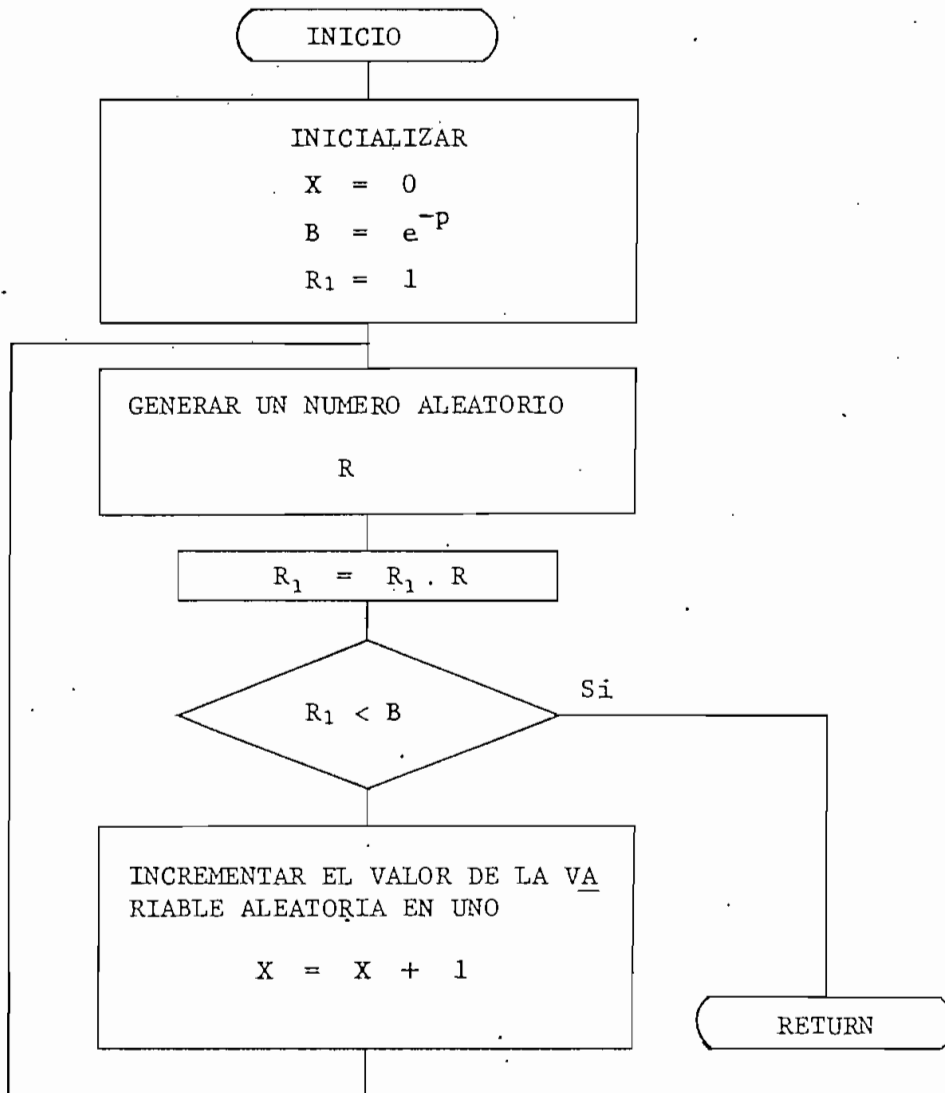 INICIO
INICIALIZAR
X = 0
B = e^-p
R₁ = 1
GENERAR UN NUMERO ALEATORIO
R
R₁ = R₁ . R
R₁ < B
Sí
INCREMENTAR EL VALOR DE LA VA
RIABLE ALEATORIA EN UNO
X = X + 1
RETURN